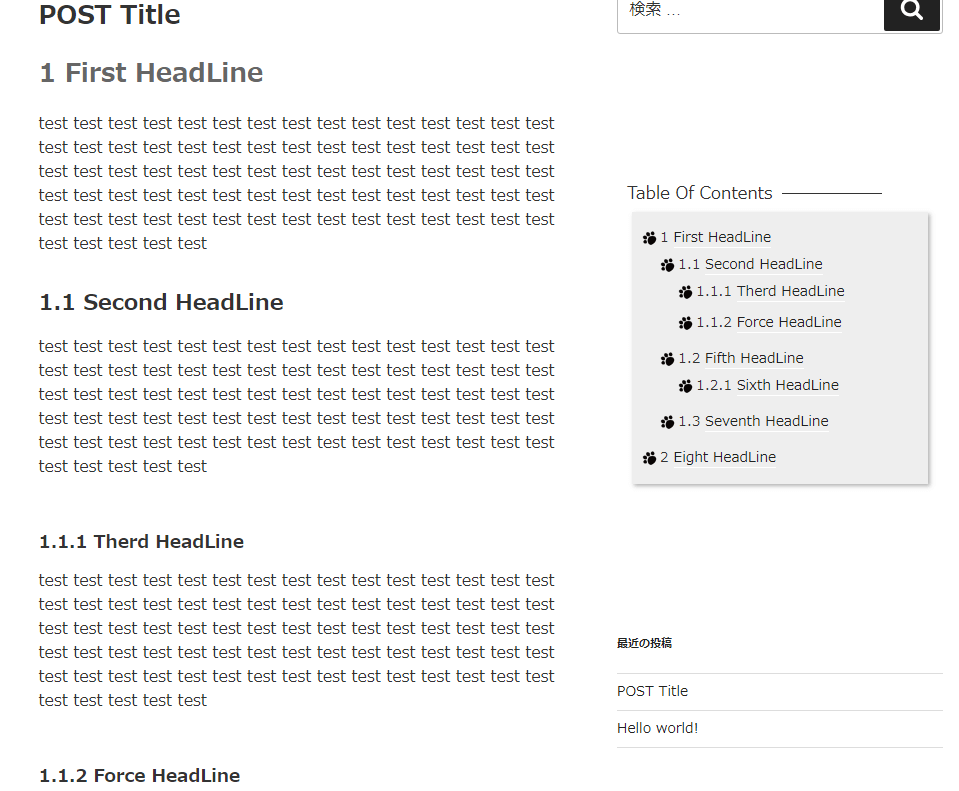 POST Title
1 First HeadLine
test test test test test test test test test test test test test test test
test test test test test test test test test test test test test test test
test test test test test test test test test test test test test test test
test test test test test test test test test test test test test test test
test test test test test test test test test test test test test test test
test test test test test
1.1 Second HeadLine
test test test test test test test test test test test test test test test
test test test test test test test test test test test test test test test
test test test test test test test test test test test test test test test
test test test test test test test test test test test test test test test
test test test test test test test test test test test test test test test
test test test test test
1.1.1 Therd HeadLine
test test test test test test test test test test test test test test test
test test test test test test test test test test test test test test test
test test test test test test test test test test test test test test test
test test test test test test test test test test test test test test test
test test test test test test test test test test test test test test test
test test test test test
1.1.2 Force HeadLine
検索 …
Table Of Contents
1 First HeadLine
1.1 Second HeadLine
1.1.1 Therd HeadLine
1.1.2 Force HeadLine
1.2 Fifth HeadLine
1.2.1 Sixth HeadLine
1.3 Seventh HeadLine
2 Eight HeadLine
最近の投稿
POST Title
Hello world!